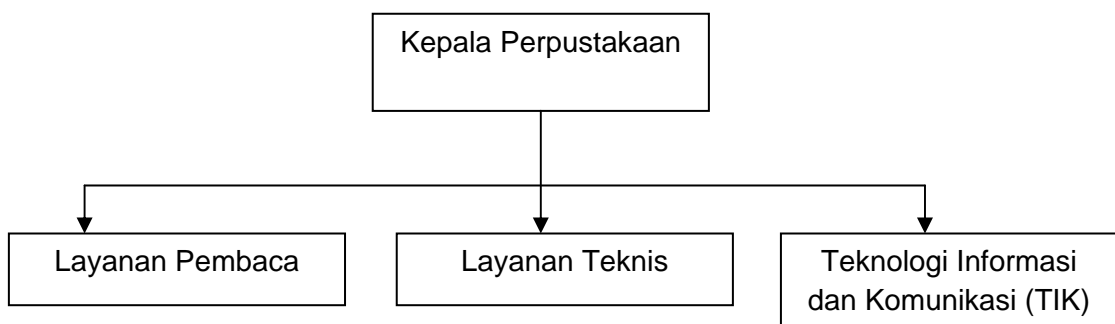 Kepala Perpustakaan
Layanan Pembaca
Layanan Teknis
Teknologi Informasi
dan Komunikasi (TIK)